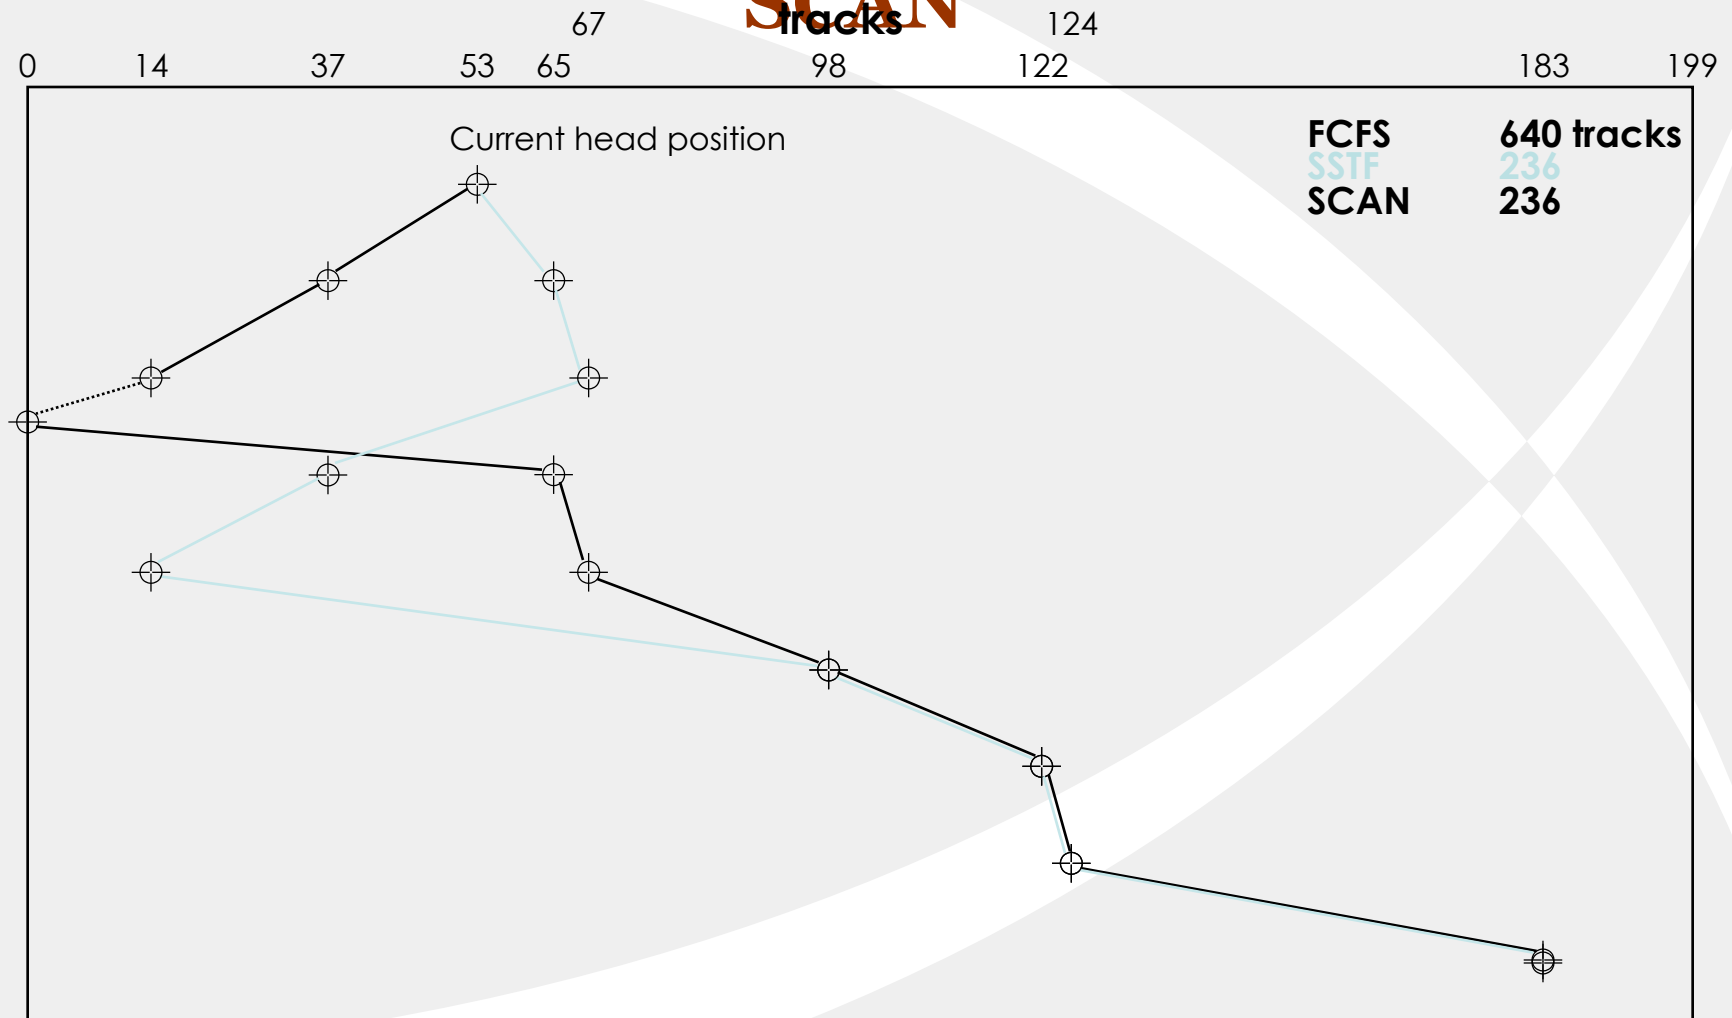 SCAN
tracks
67 124
0 14 37 53 65 98 122 183 199
Current head position
FCFS 640 tracks
SSTF 236
SCAN 236